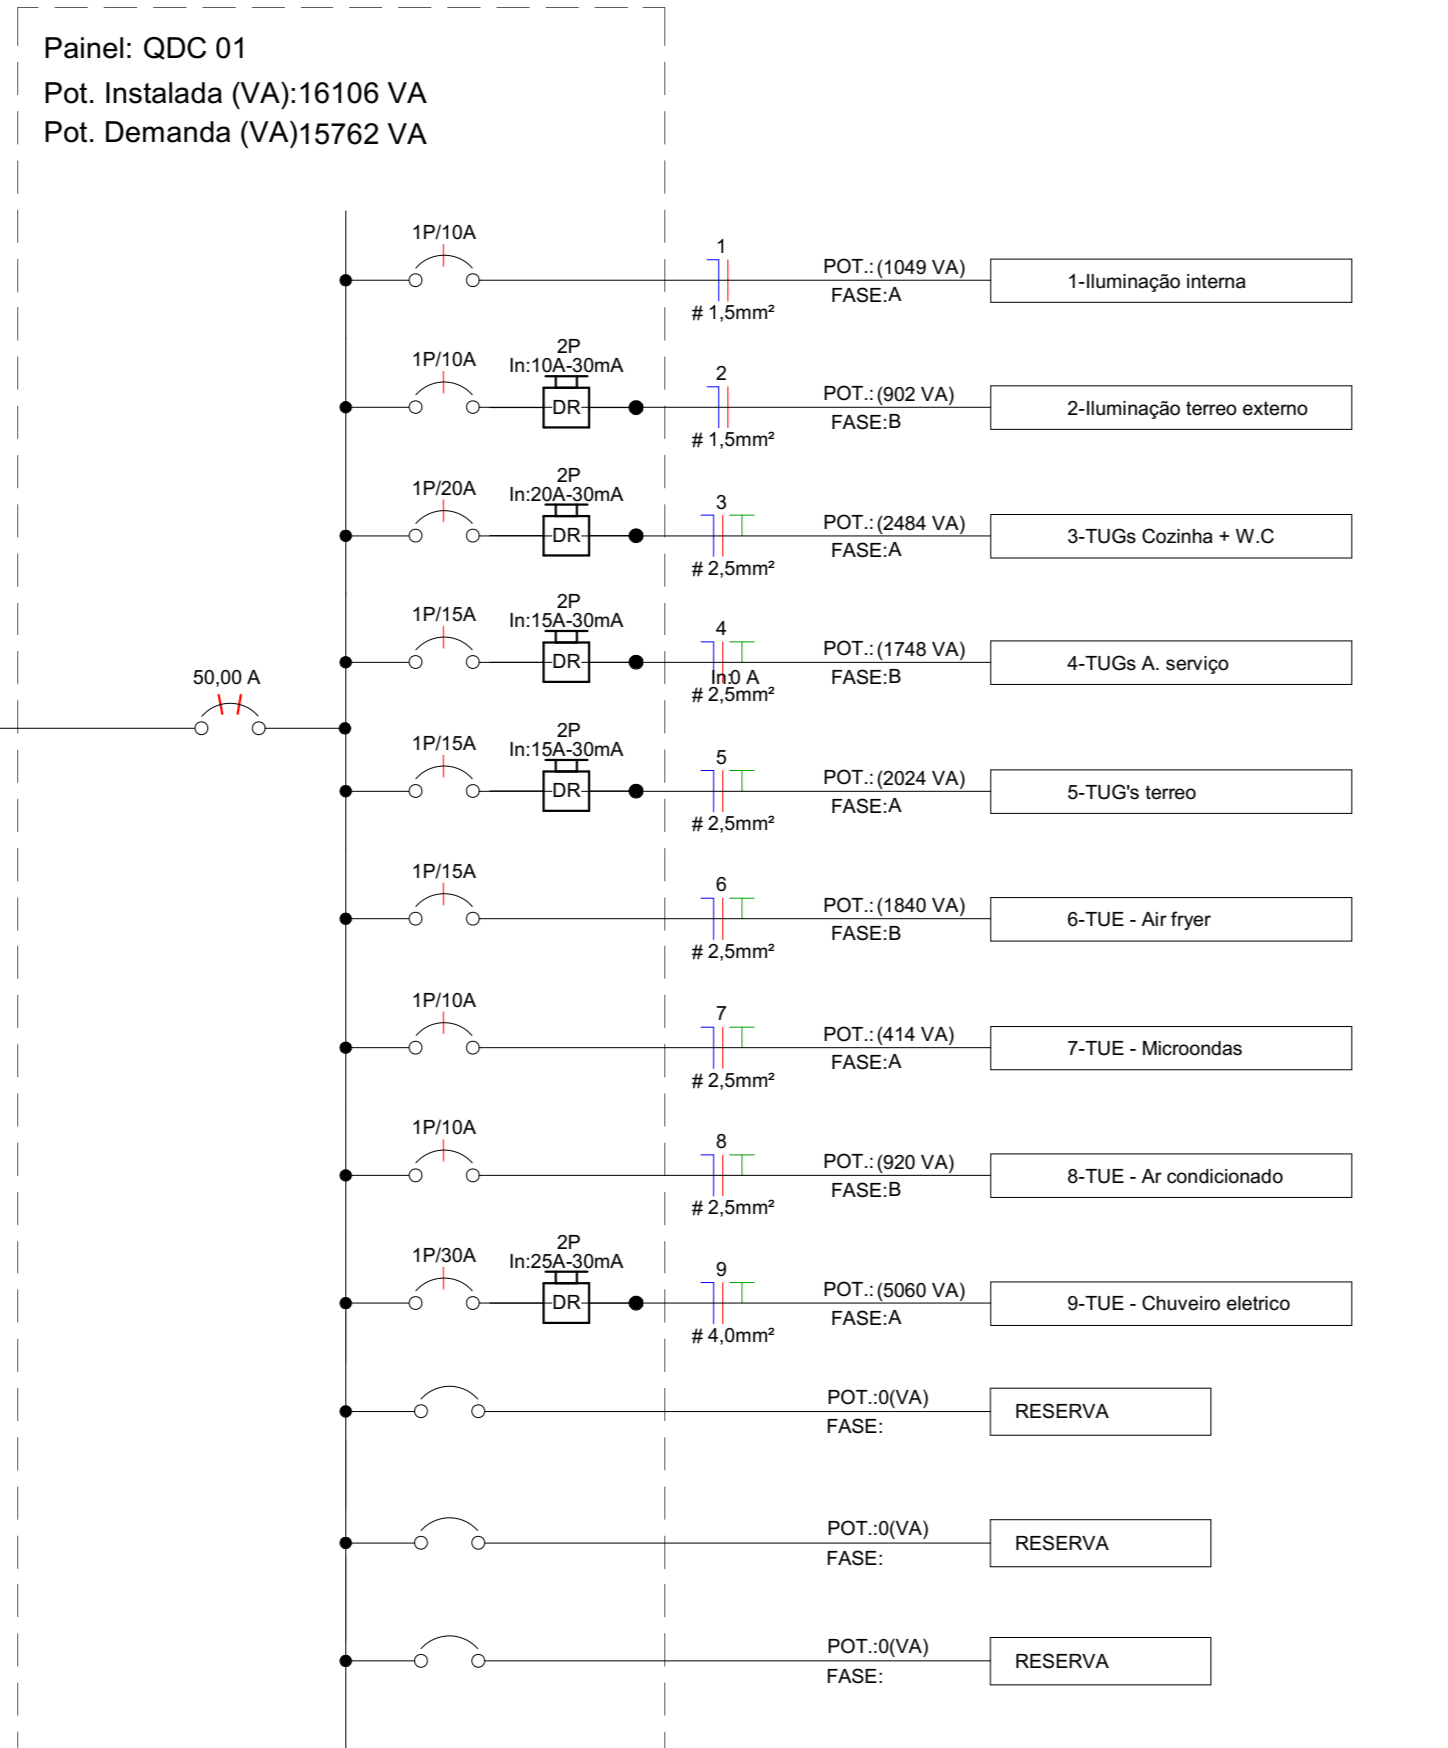 Painel: QDC 01
Pot. Instalada (VA):16106 VA
Pot. Demanda (VA)15762 VA
1P/10A
1
POT.:(1049 VA)
FASE:A
# 1,5mm²
1-Iluminação interna
1P/10A
2P
In:10A-30mA
DR
2
POT.:(902 VA)
FASE:B
# 1,5mm²
2-Iluminação terreo externo
1P/20A
2P
In:20A-30mA
DR
3
POT.:(2484 VA)
FASE:A
# 2,5mm²
3-TUGs Cozinha + W.C
1P/15A
2P
In:15A-30mA
DR
4
POT.:(1748 VA)
FASE:B
In:0 A
# 2,5mm²
4-TUGs A. serviço
50,00 A
1P/15A
2P
In:15A-30mA
DR
5
POT.:(2024 VA)
FASE:A
# 2,5mm²
5-TUG's terreo
1P/15A
6
POT.:(1840 VA)
FASE:B
# 2,5mm²
6-TUE - Air fryer
1P/10A
7
POT.:(414 VA)
FASE:A
# 2,5mm²
7-TUE - Microondas
1P/10A
8
POT.:(920 VA)
FASE:B
# 2,5mm²
8-TUE - Ar condicionado
1P/30A
2P
In:25A-30mA
DR
9
POT.:(5060 VA)
FASE:A
# 4,0mm²
9-TUE - Chuveiro eletrico
POT.:0(VA)
FASE:
RESERVA
POT.:0(VA)
FASE:
RESERVA
POT.:0(VA)
FASE:
RESERVA